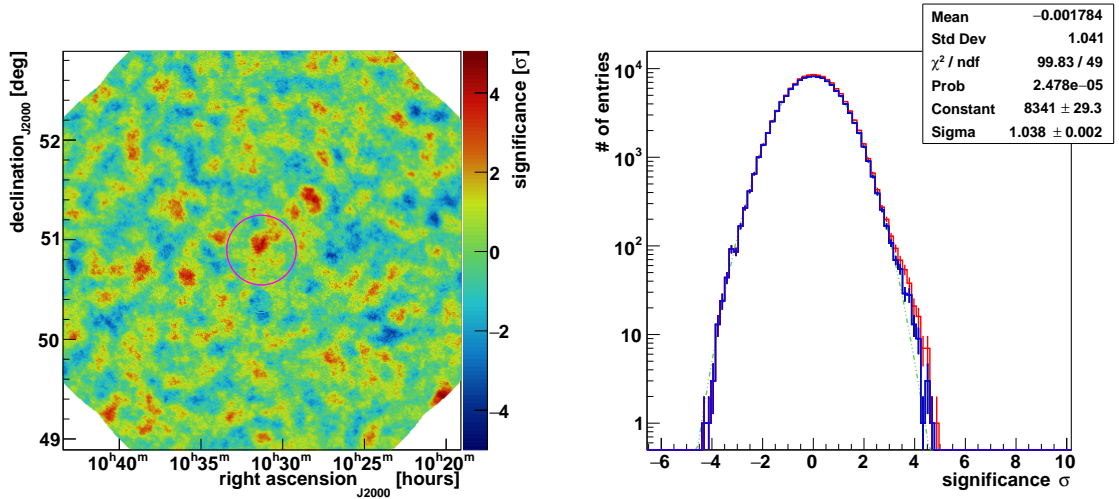 declination J2000 [deg]
52
51
50
49
10h40m 10h35m 10h30m 10h25m 10h20m
right ascension J2000 [hours]
significance [σ]
4
2
0
−2
−4
Mean −0.001784
Std Dev 1.041
χ² / ndf 99.83 / 49
Prob 2.478e−05
Constant 8341 ± 29.3
Sigma 1.038 ± 0.002
# of entries
10⁴
10³
10²
10
1
−6 −4 −2 0 2 4 6 8 10
significance σ